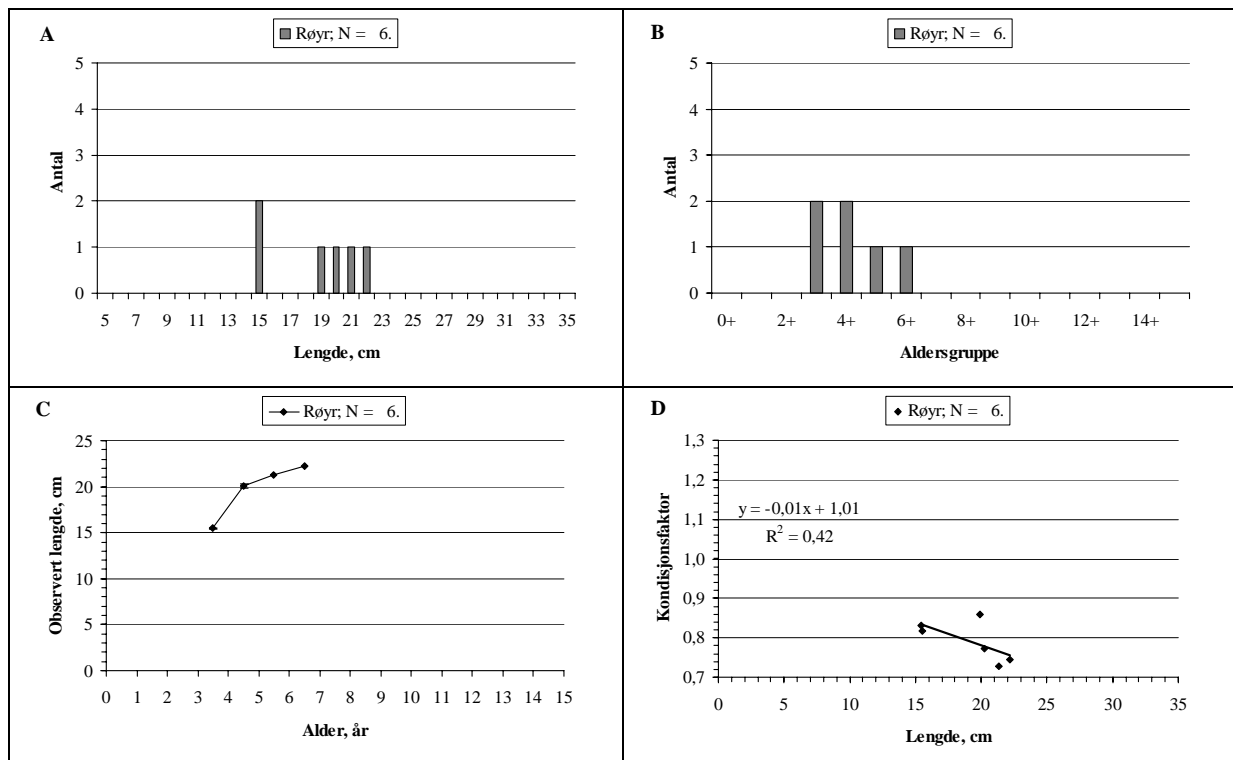 A
Røyr; N = 6.
Antal
5
4
3
2
1
0
5 7 9 11 13 15 17 19 21 23 25 27 29 31 33 35
Lengde, cm
B
Røyr; N = 6.
Antal
5
4
3
2
1
0
0+ 2+ 4+ 6+ 8+ 10+ 12+ 14+
Aldersgruppe
C
Røyr; N = 6.
Observert lengde, cm
25
20
15
10
5
0
0 1 2 3 4 5 6 7 8 9 10 11 12 13 14 15
Alder, år
D
Røyr; N = 6.
Kondisjonsfaktor
1,3
1,2
1,1
1,0
0,9
0,8
0,7
y = -0,01x + 1,01
R² = 0,42
0 5 10 15 20 25 30 35
Lengde, cm